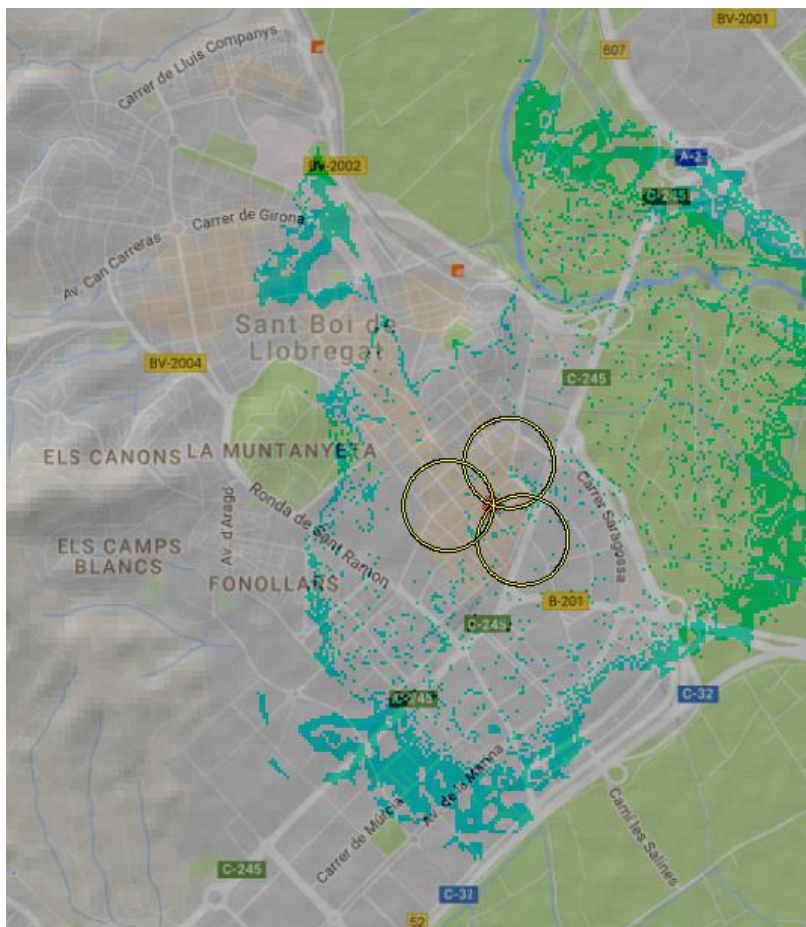 BV-2001
607
Carrer de Lluís Companys
A-2
BV-2002
C-245
Carrer de Girona
Av. Can Carreras
Sant Boi de
Llobregat
BV-2004
C-245
ELS CANONS
LA MUNTANYETA
Ronda de Sant Ramon
Carrer Saragossa
Av. d'Aragó
ELS CAMPS
BLANCS
FONOLLARS
B-201
C-245
C-245
C-32
Av. de la Marina
Carrer de Múrcia
Camí les Salines
C-245
C-32
52